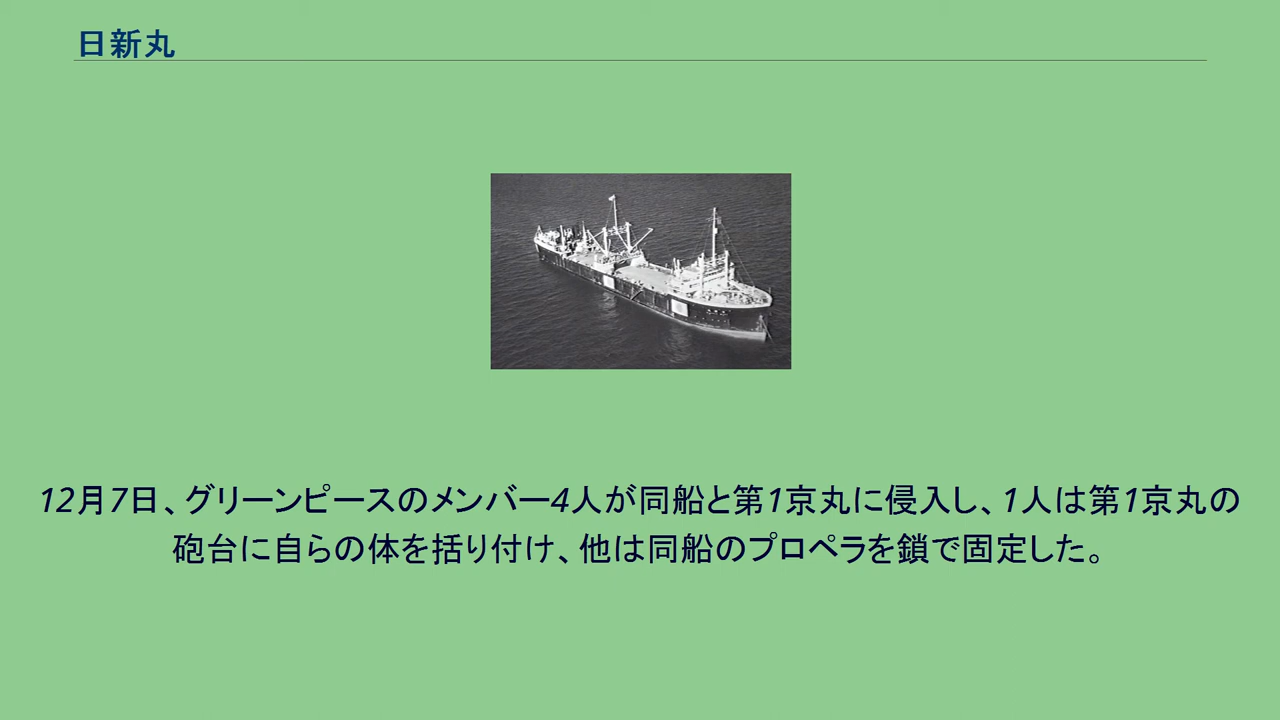 日新丸
12月7日、グリーンピースのメンバー4人が同船と第1京丸に侵入し、1人は第1京丸の
砲台に自らの体を括り付け、他は同船のプロペラを鎖で固定した。